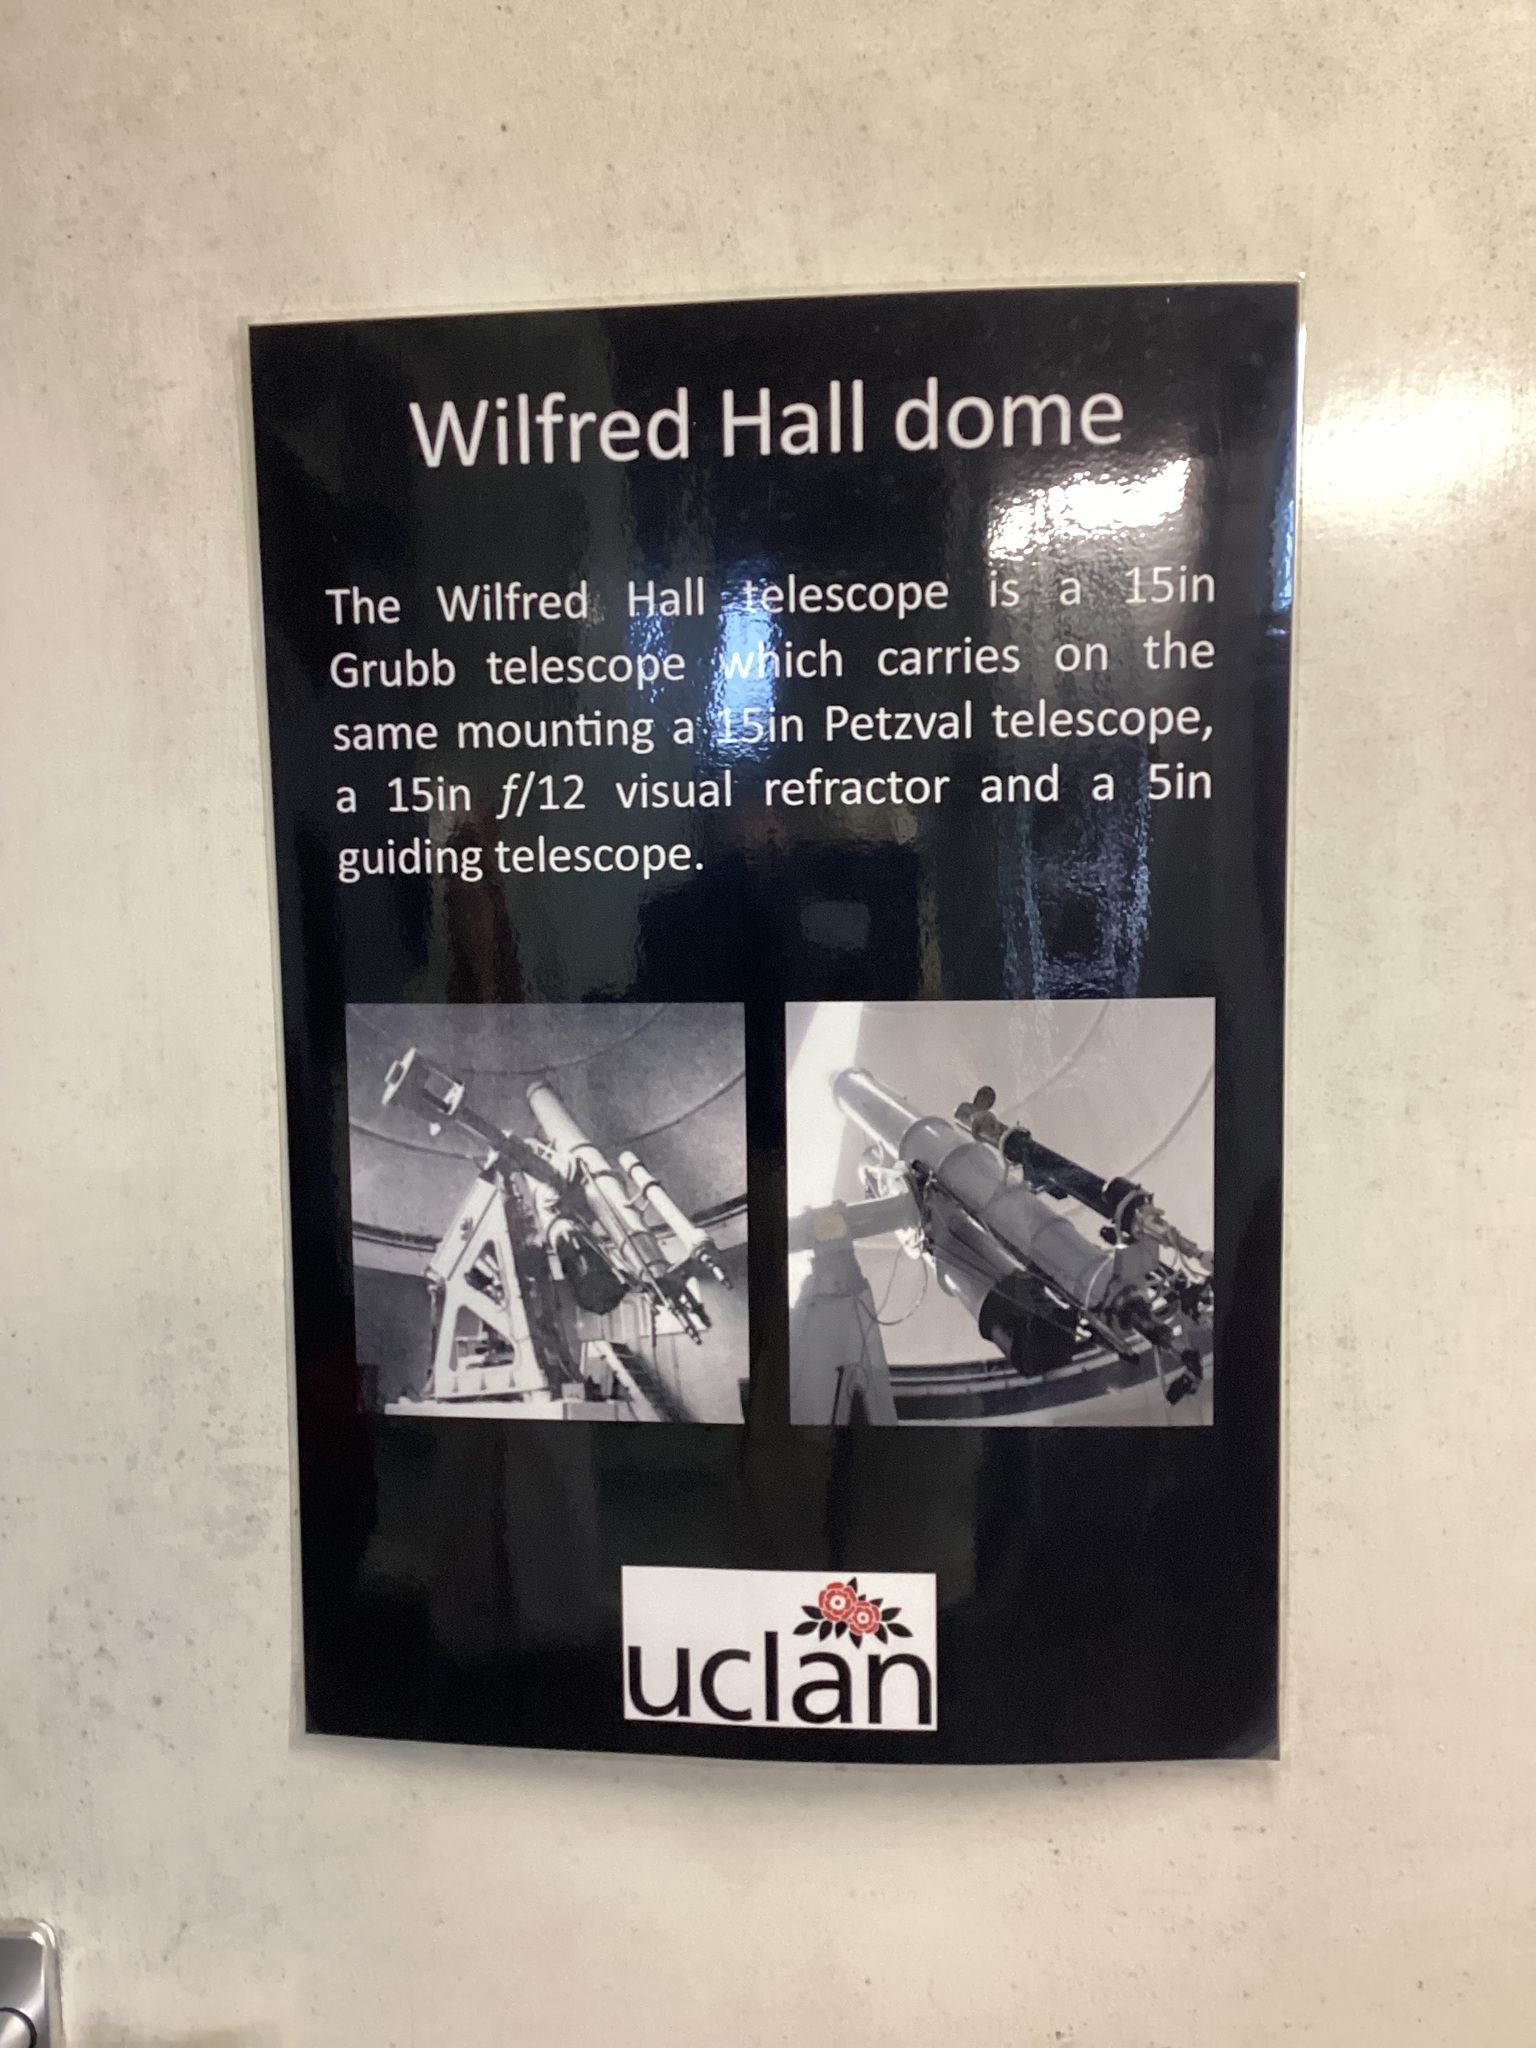 Wilfred Hall dome
The Wilfred Hall telescope is a 15in
Grubb telescope which carries on the
same mounting a 15in Petzval telescope,
a 15in f/12 visual refractor and a 5in
guiding telescope.
uclan